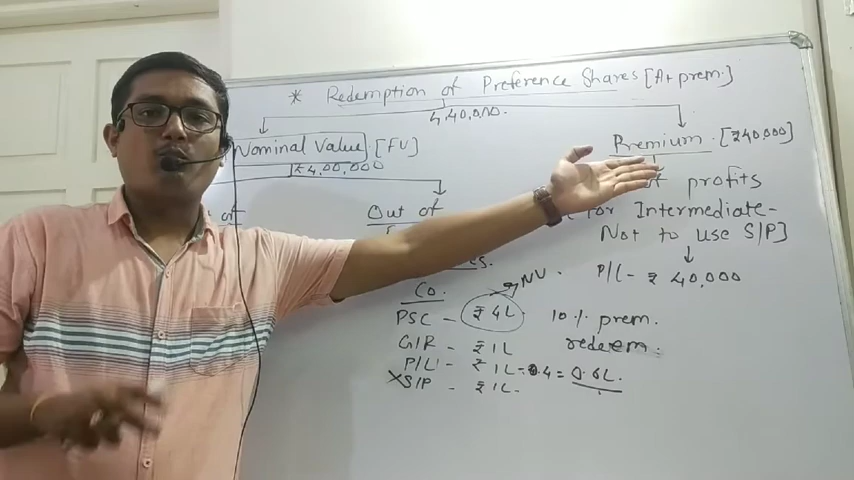 * Redemption of Preference Shares [At prem.]
4,40,000.
Nominal Value [FV]
₹4,00,000
Premium. [₹40,000]
of
Out of
profits
for Intermediate-
Not to use S/P]
P/L - ₹ 40,000
Co.
NV.
PSC - ₹ 4L
10% prem.
redeem.
G/R - ₹ 1L
P/L - ₹ 1L - 0.4 = 0.6L.
XS/P - ₹ 1L.